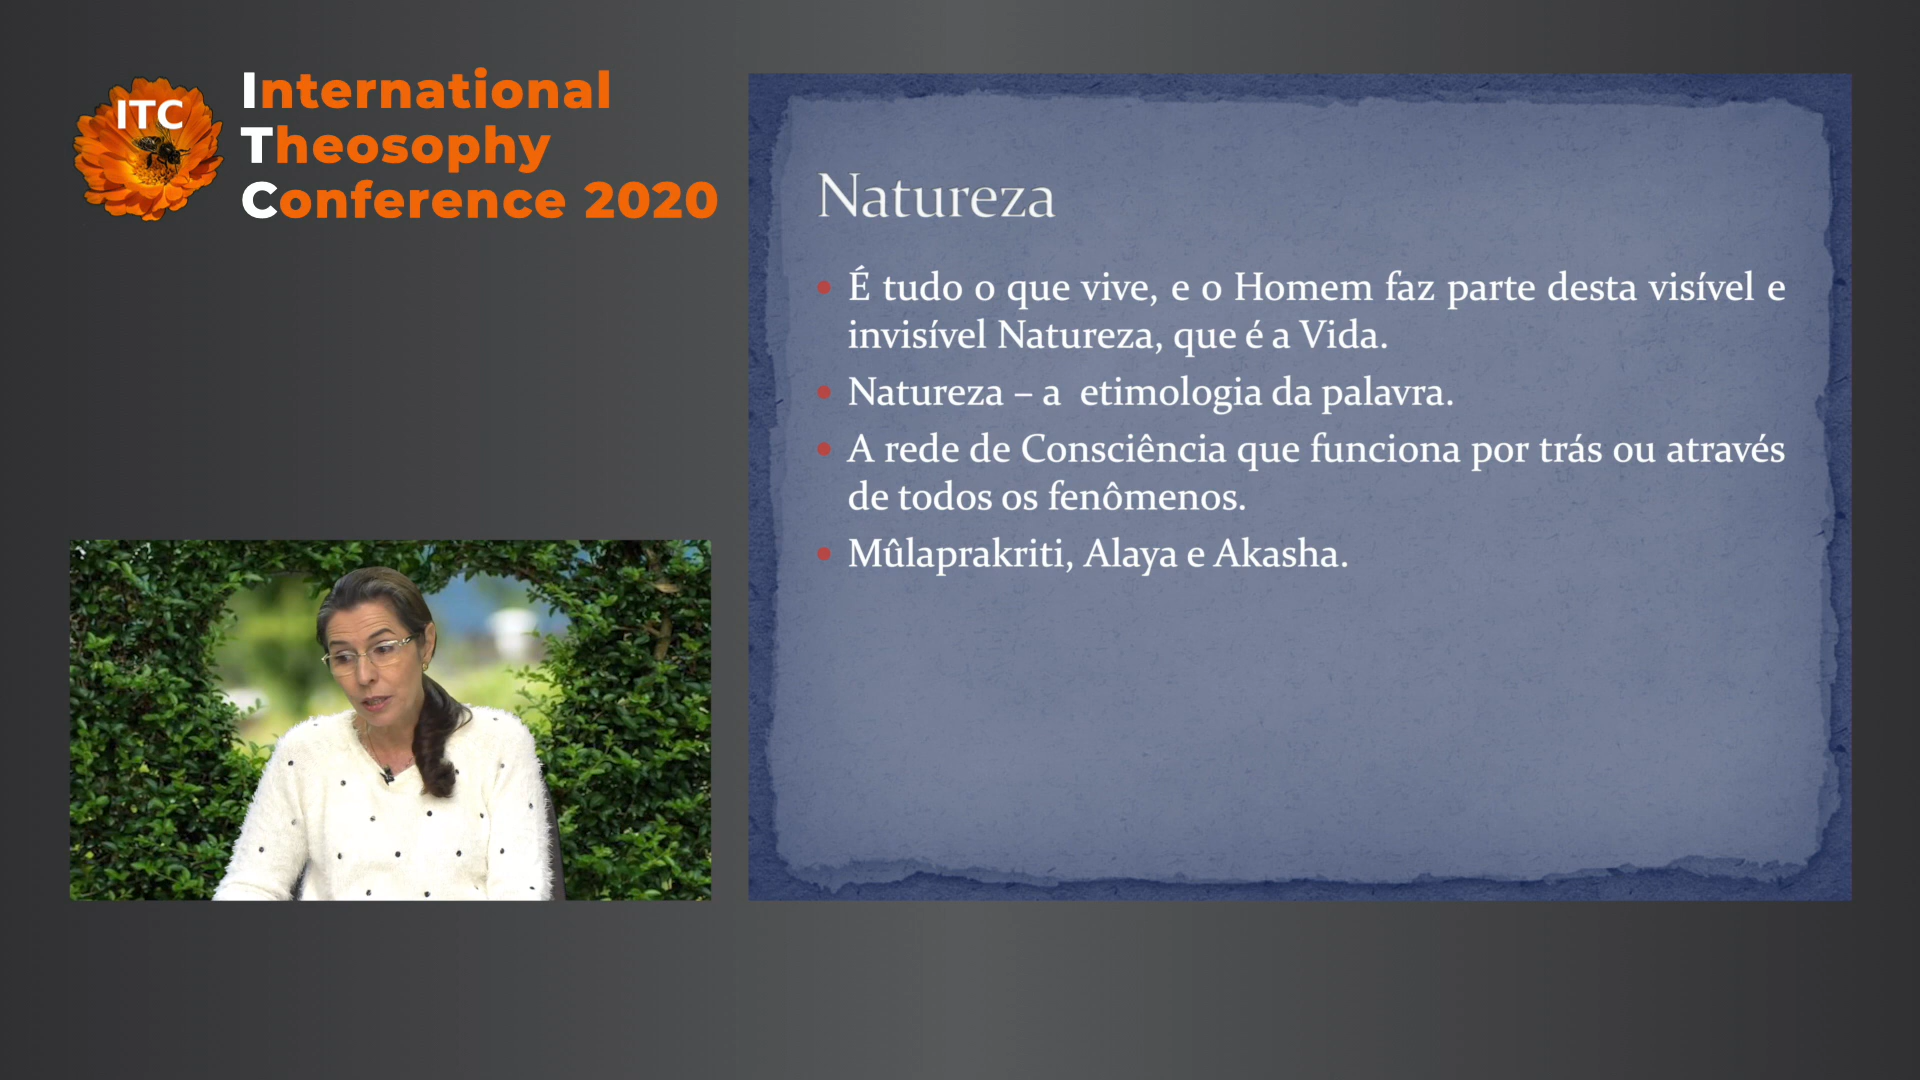 ITC
International
Theosophy
Conference 2020
Natureza
• É tudo o que vive, e o Homem faz parte desta visível e
invisível Natureza, que é a Vida.
• Natureza – a  etimologia da palavra.
• A rede de Consciência que funciona por trás ou através
de todos os fenômenos.
• Mûlaprakriti, Alaya e Akasha.